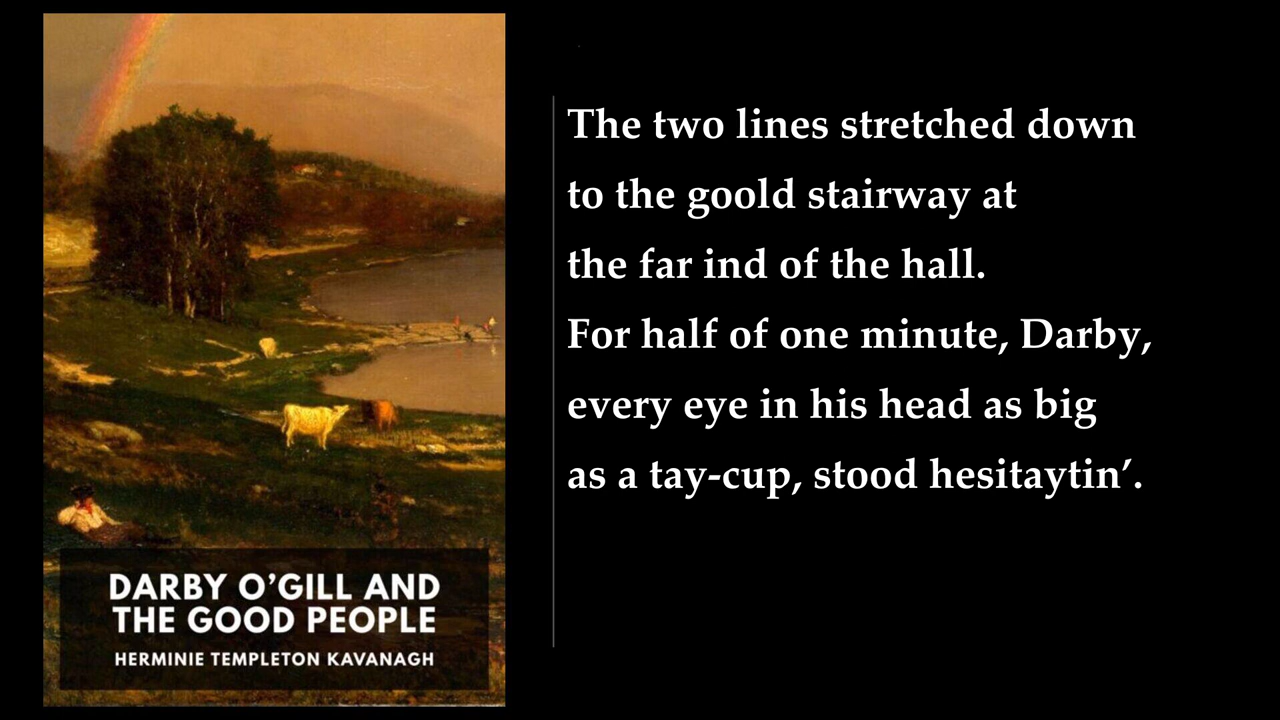 The two lines stretched down
to the goold stairway at
the far ind of the hall.
For half of one minute, Darby,
every eye in his head as big
as a tay-cup, stood hesitaytin’.
DARBY O’GILL AND
THE GOOD PEOPLE
HERMINIE TEMPLETON KAVANAGH